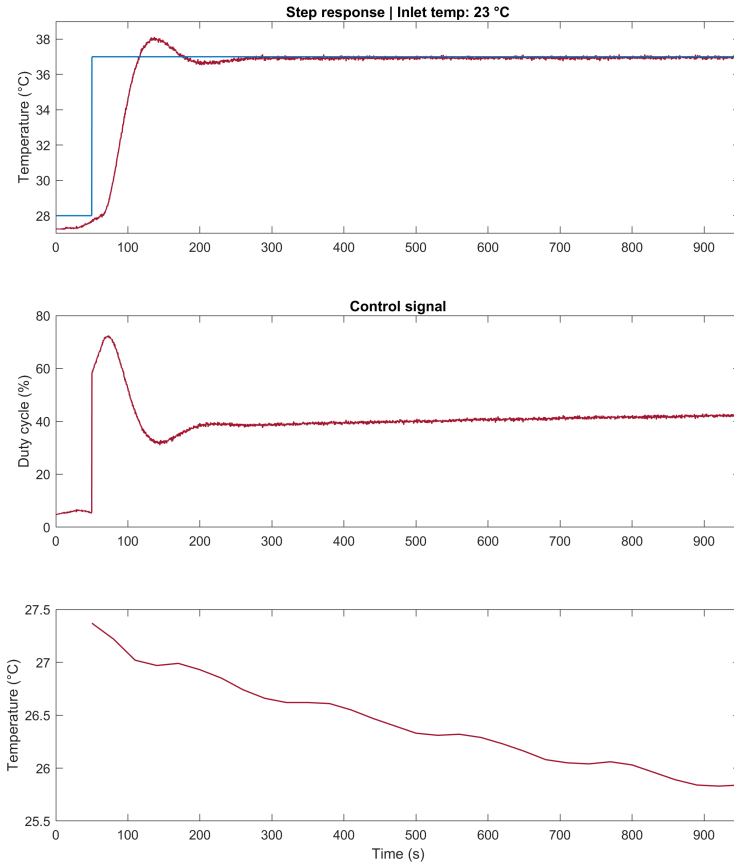 Step response | Inlet temp: 23 °C
Temperature (°C)
38
36
34
32
30
28
0 100 200 300 400 500 600 700 800 900
Control signal
Duty cycle (%)
80
60
40
20
0
0 100 200 300 400 500 600 700 800 900
Temperature (°C)
27.5
27
26.5
26
25.5
0 100 200 300 400 500 600 700 800 900
Time (s)